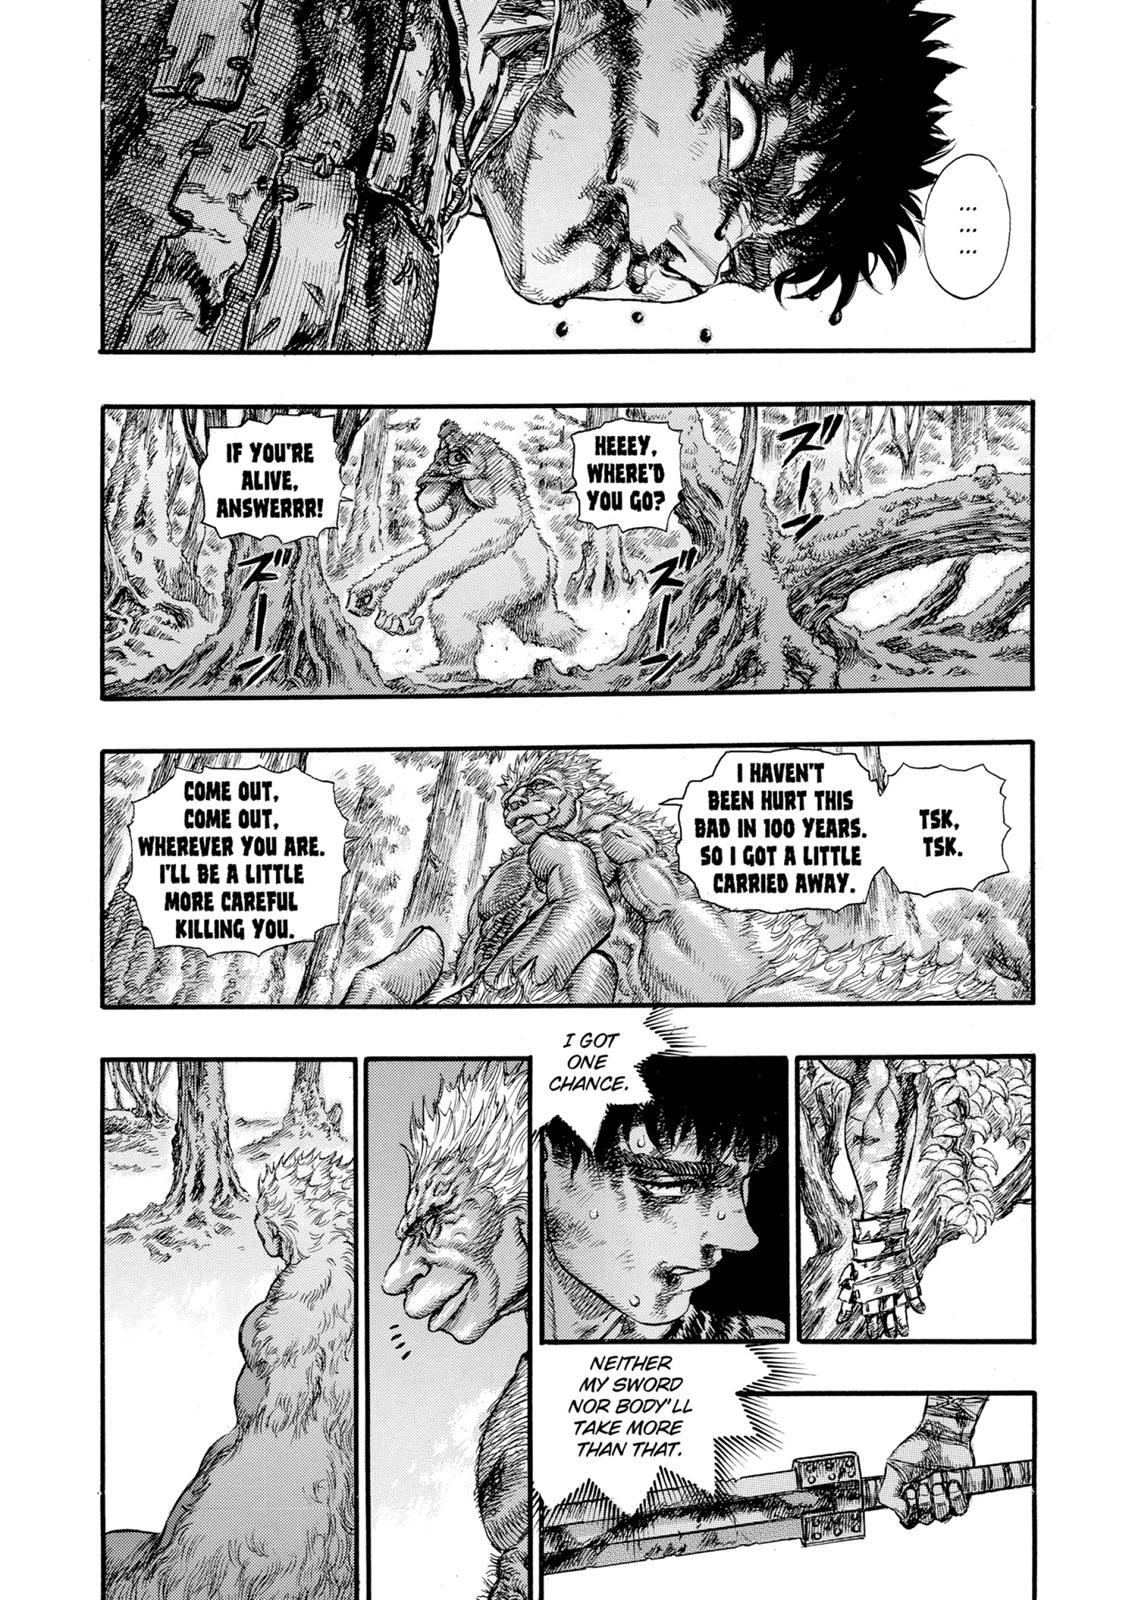 ...
...
...
HEEEY,
WHERE'D
YOU GO?
IF YOU'RE
ALIVE,
ANSWERRR!
ズーン
ズーン
TSK,
TSK.
I HAVEN'T
BEEN HURT THIS
BAD IN 100 YEARS.
SO I GOT A LITTLE
CARRIED AWAY.
COME OUT,
COME OUT,
WHEREVER YOU ARE.
I'LL BE A LITTLE
MORE CAREFUL
KILLING YOU.
I GOT
ONE
CHANCE.
NEITHER
MY SWORD
NOR BODY'LL
TAKE MORE
THAN THAT.